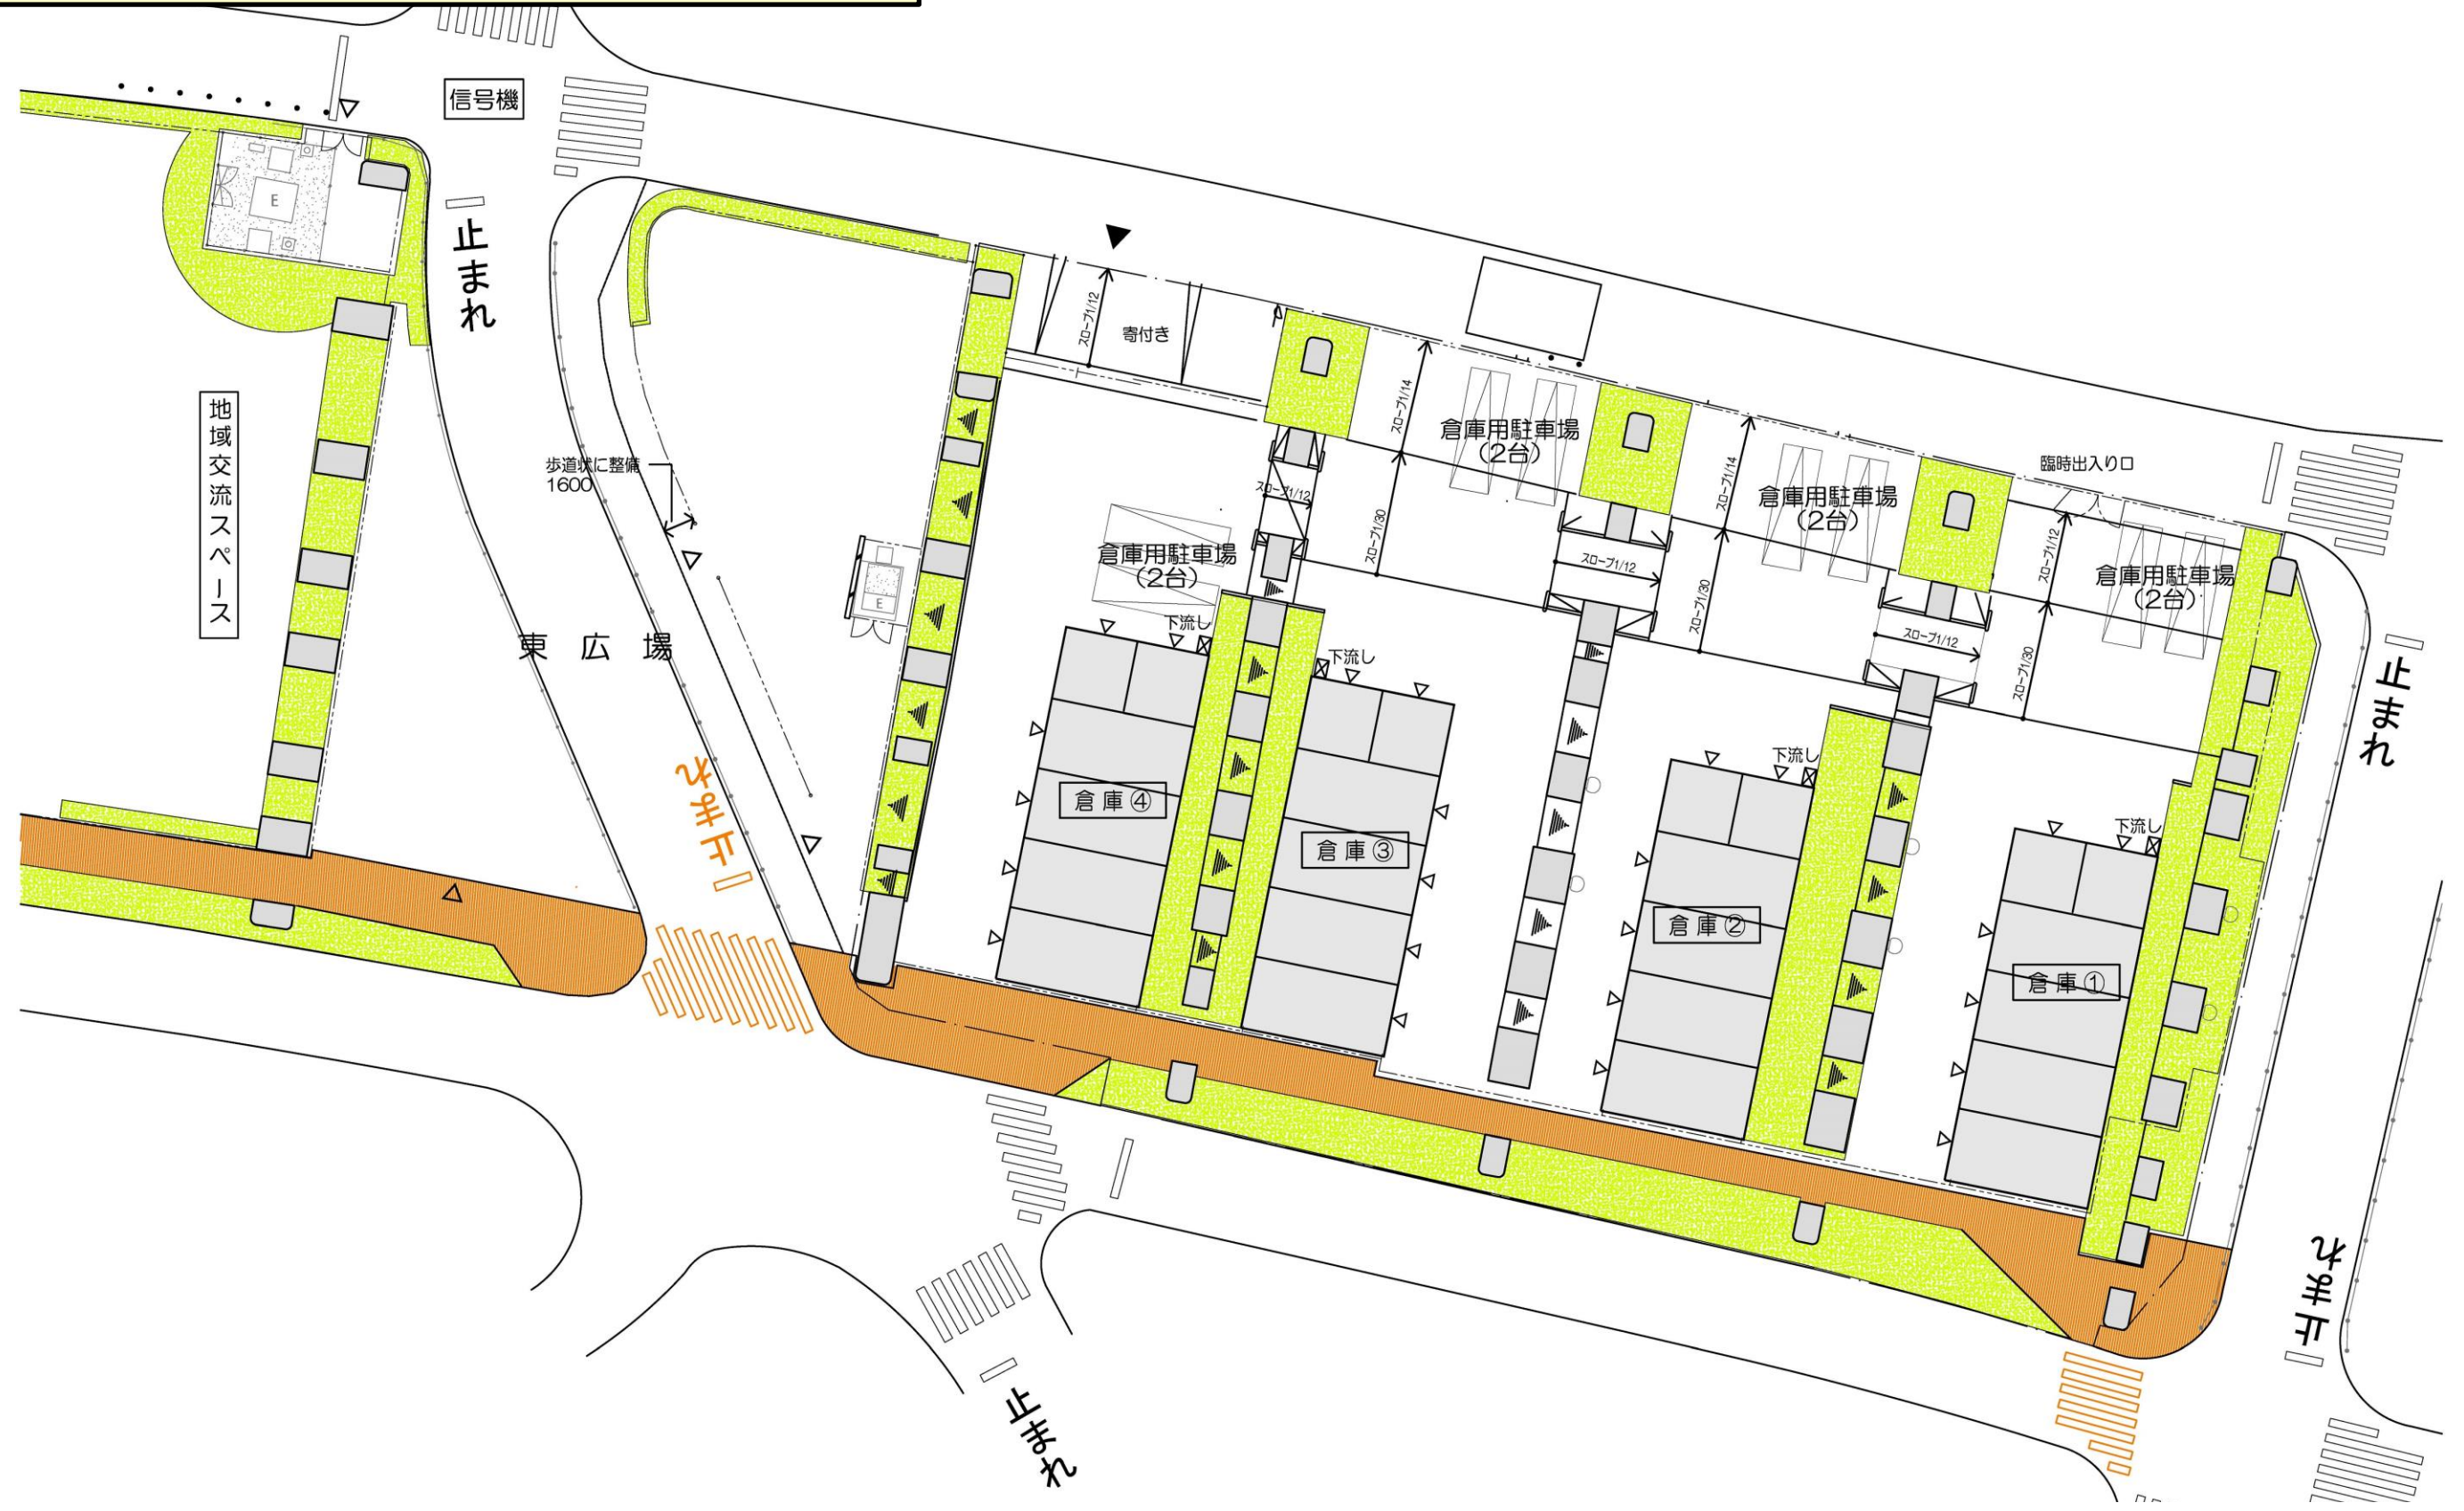 信号機
止まれ
スロープ1/12
寄付き
地域交流スペース
E
歩道状に整備
1600
スロープ1/14
倉庫用駐車場
(2台)
スロープ1/14
倉庫用駐車場
(2台)
臨時出入り口
スロープ1/12
スロープ1/30
倉庫用駐車場
(2台)
スロープ1/12
スロープ1/30
スロープ1/12
倉庫用駐車場
(2台)
E
下流し
東広場
下流し
スロープ1/12
スロープ1/30
止まれ
下流し
止まれ
倉庫④
倉庫③
下流し
倉庫②
倉庫①
止まれ
止まれ